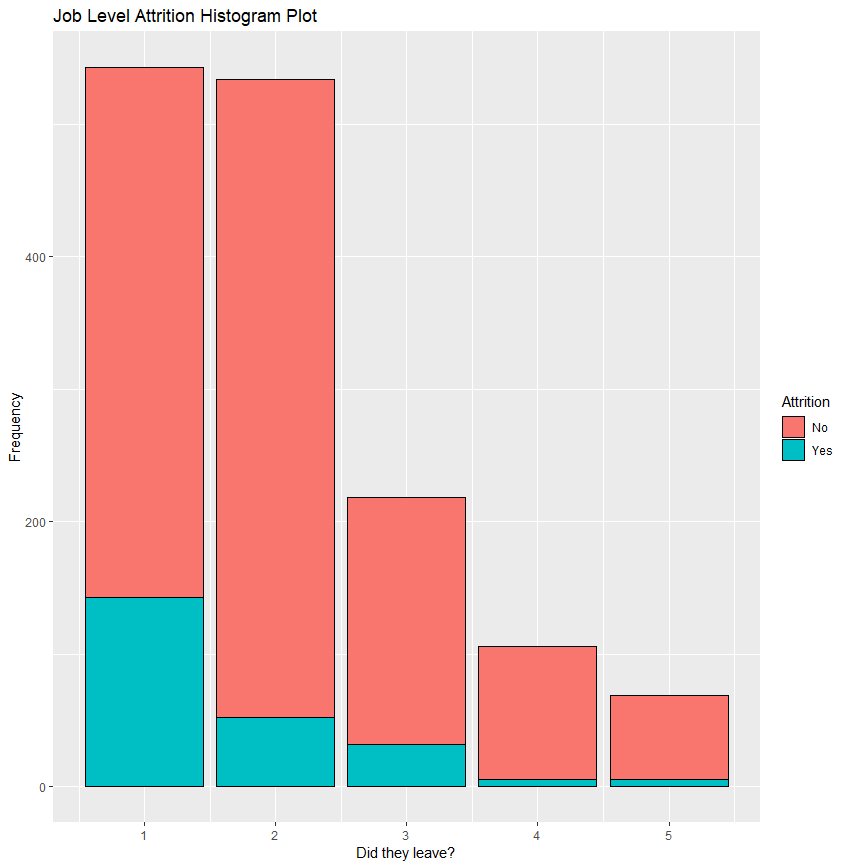 Job Level Attrition Histogram Plot
Frequency
400
200
0
1 2 3 4 5
Did they leave?
Attrition
No
Yes